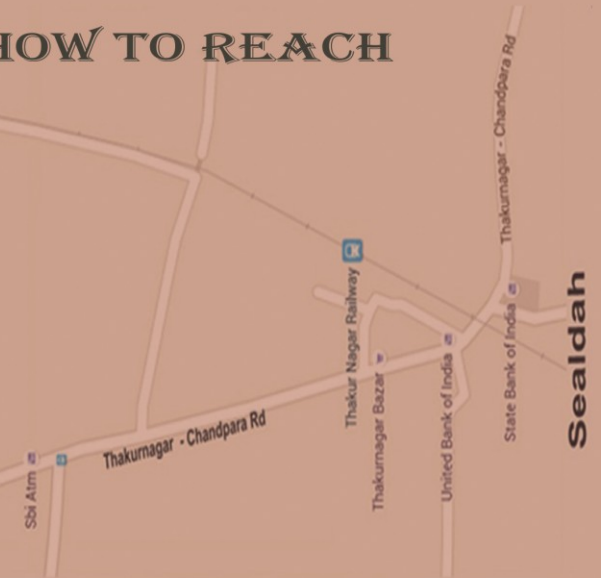 HOW TO REACH
Thakurnagar - Chandpara Rd
Thakur Nagar Railway
Sealdah
State Bank of India
United Bank of India
Thakurnagar Bazar
Thakurnagar - Chandpara Rd
Sbi Atm